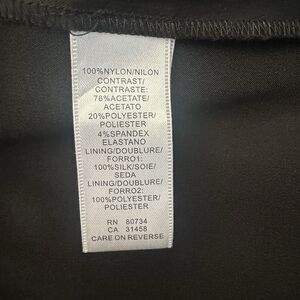 100%NYLON/NILON
CONTRAST/
CONTRASTE:
76%ACETATE/
ACETATO
20%POLYESTER/
POLIESTER
4%SPANDEX
ELASTANO
LINING/DOUBLURE/
FORRO1:
100%SILK/SOIE/
SEDA
LINING/DOUBLURE/
FORRO2:
100%POLYESTER/
POLIESTER
RN 80734
CA 31458
CARE ON REVERSE